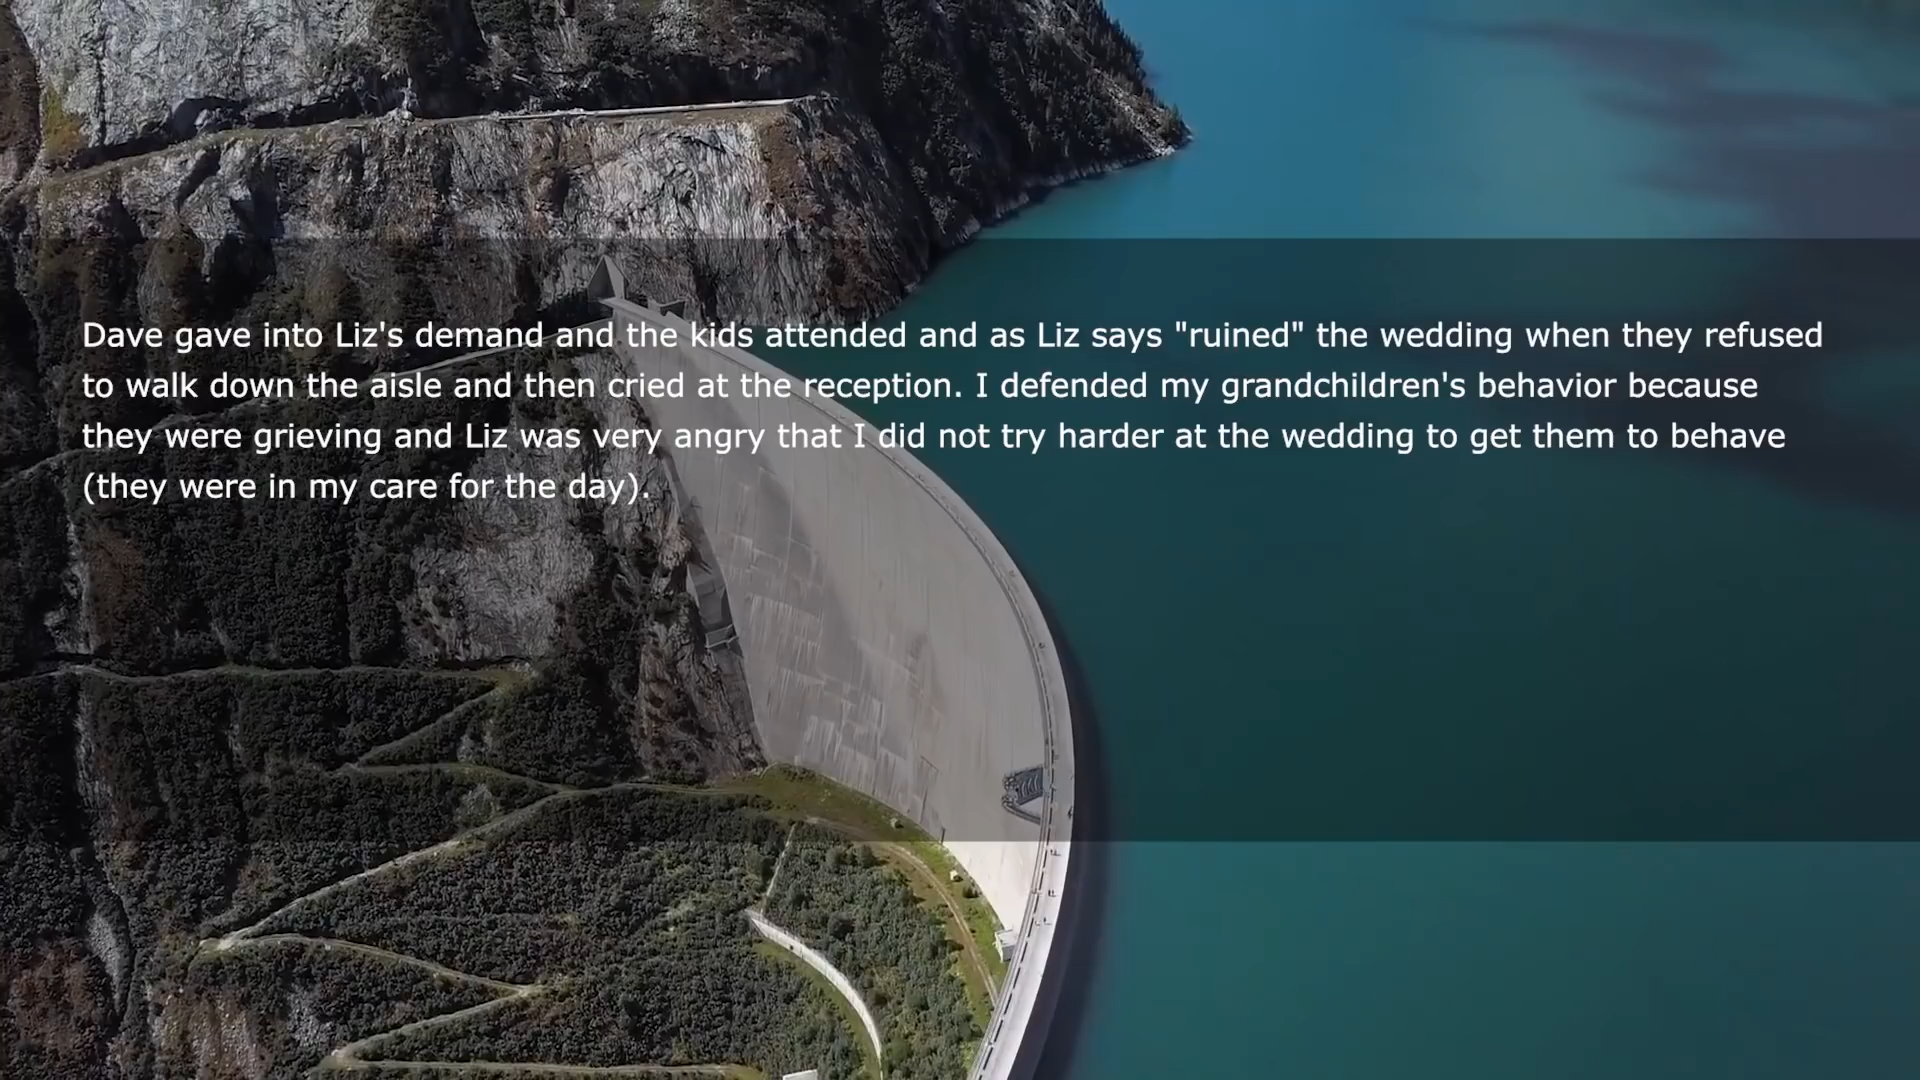 Dave gave into Liz's demand and the kids attended and as Liz says "ruined" the wedding when they refused
to walk down the aisle and then cried at the reception. I defended my grandchildren's behavior because
they were grieving and Liz was very angry that I did not try harder at the wedding to get them to behave
(they were in my care for the day).